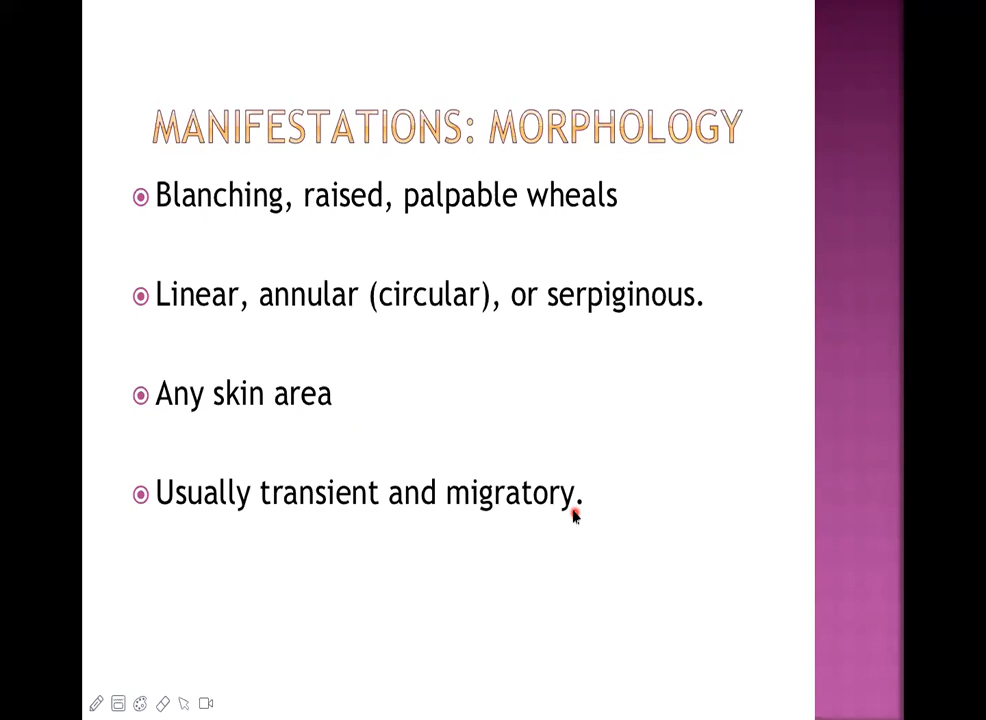 MANIFESTATIONS: MORPHOLOGY
Blanching, raised, palpable wheals
Linear, annular (circular), or serpiginous.
Any skin area
Usually transient and migratory.